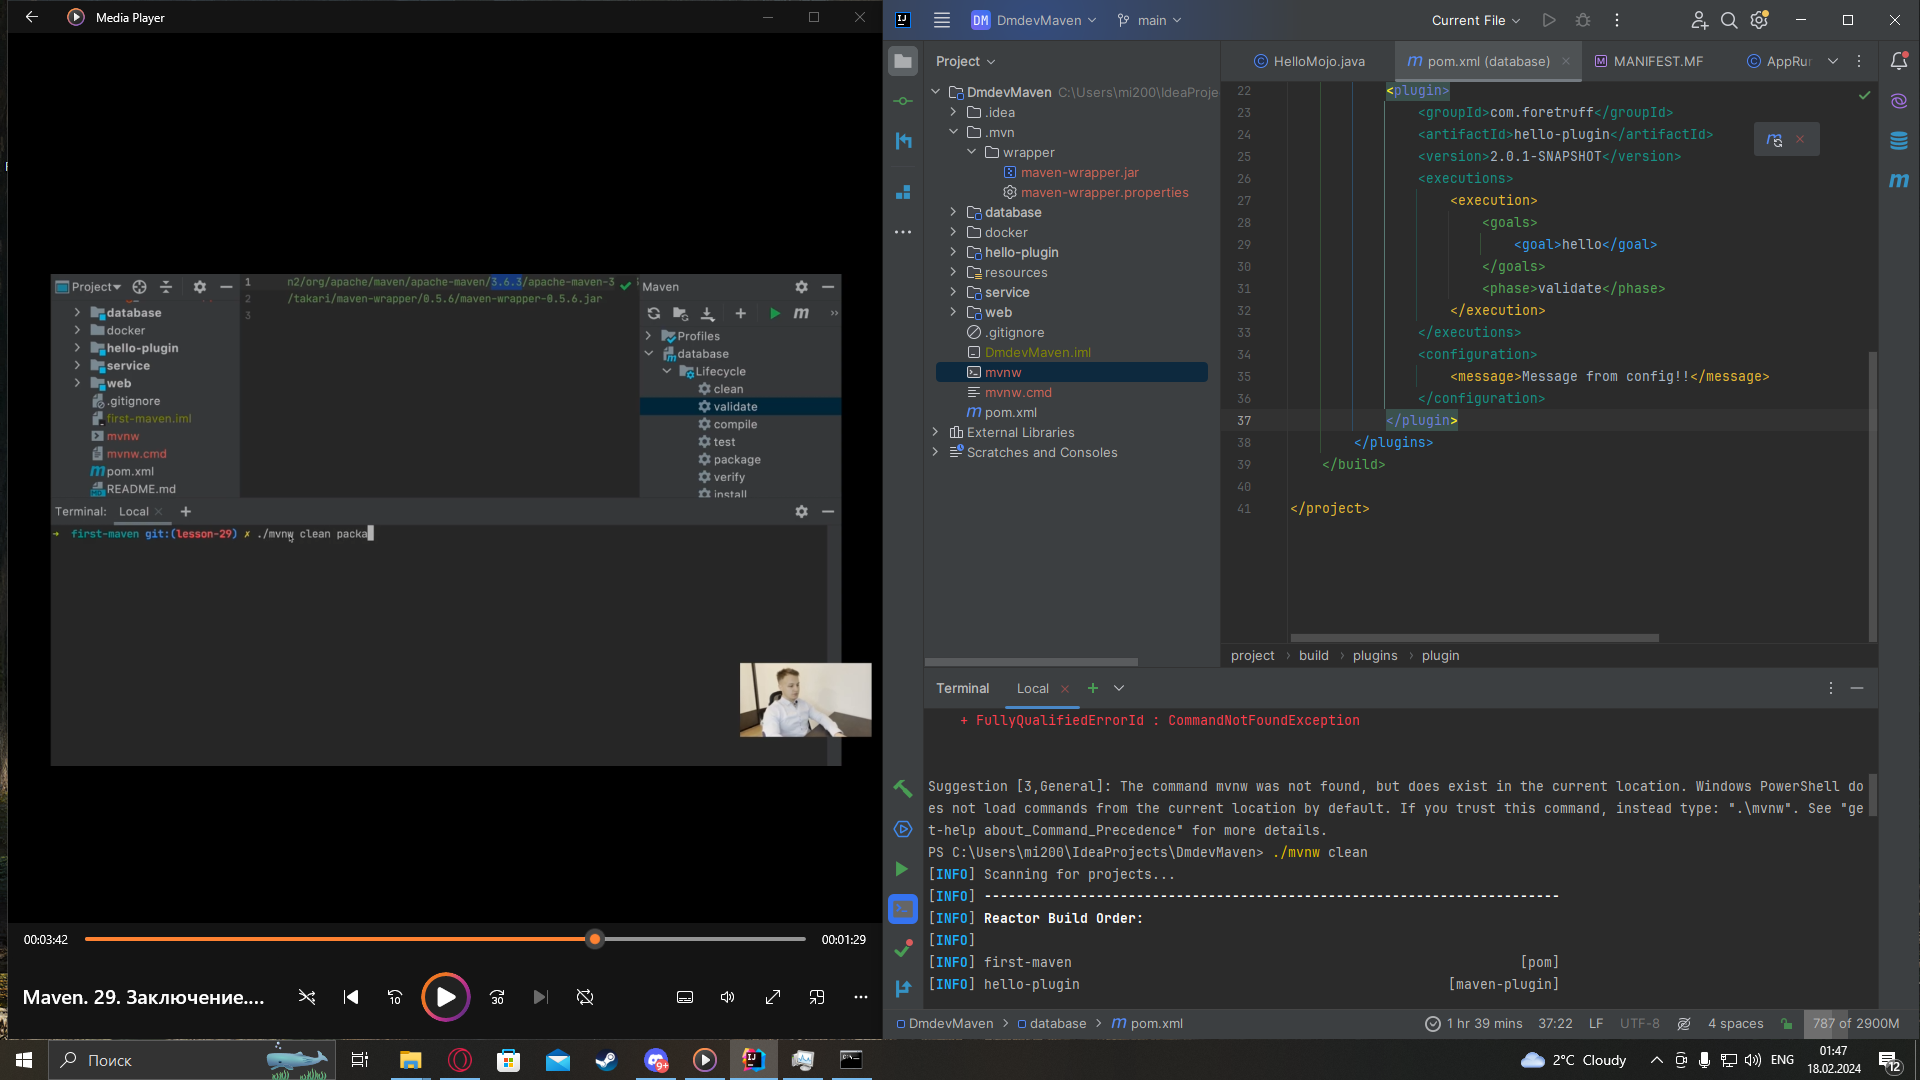 Media Player
Project
database
docker
hello-plugin
service
web
.gitignore
first-maven.iml
mvnw
mvnw.cmd
pom.xml
README.md
1 n2/org/apache/maven/apache-maven/3.6.3/apache-maven-3
2 /takari/maven-wrapper/0.5.6/maven-wrapper-0.5.6.jar
3
Maven
Profiles
database
Lifecycle
clean
validate
compile
test
package
verify
install
Terminal: Local
first-maven git:(lesson-29) ✗ ./mvnw clean packa
00:03:42
00:01:29
Maven. 29. Заключение....
10
30
DM DmdevMaven
main
Current File
Project
DmdevMaven C:\Users\mi200\IdeaProje
.idea
.mvn
wrapper
maven-wrapper.jar
maven-wrapper.properties
database
docker
hello-plugin
resources
service
web
.gitignore
DmdevMaven.iml
mvnw
mvnw.cmd
pom.xml
External Libraries
Scratches and Consoles
HelloMojo.java
pom.xml (database)
MANIFEST.MF
AppRur
22 <plugin>
23 <groupId>com.foretruff</groupId>
24 <artifactId>hello-plugin</artifactId>
25 <version>2.0.1-SNAPSHOT</version>
26 <executions>
27 <execution>
28 <goals>
29 <goal>hello</goal>
30 </goals>
31 <phase>validate</phase>
32 </execution>
33 </executions>
34 <configuration>
35 <message>Message from config!!</message>
36 </configuration>
37 </plugin>
38 </plugins>
39 </build>
40
41 </project>
project › build › plugins › plugin
Terminal Local
+ FullyQualifiedErrorId : CommandNotFoundException
Suggestion [3,General]: The command mvnw was not found, but does exist in the current location. Windows PowerShell do
es not load commands from the current location by default. If you trust this command, instead type: ".\mvnw". See "ge
t-help about_Command_Precedence" for more details.
PS C:\Users\mi200\IdeaProjects\DmdevMaven> ./mvnw clean
[INFO] Scanning for projects...
[INFO] ------------------------------------------------------------------------
[INFO] Reactor Build Order:
[INFO]
[INFO] first-maven [pom]
[INFO] hello-plugin [maven-plugin]
DmdevMaven › database › pom.xml
1 hr 39 mins 37:22 LF UTF-8 4 spaces 787 of 2900M
Поиск
9+
2°C Cloudy
ENG
01:47
18.02.2024
12